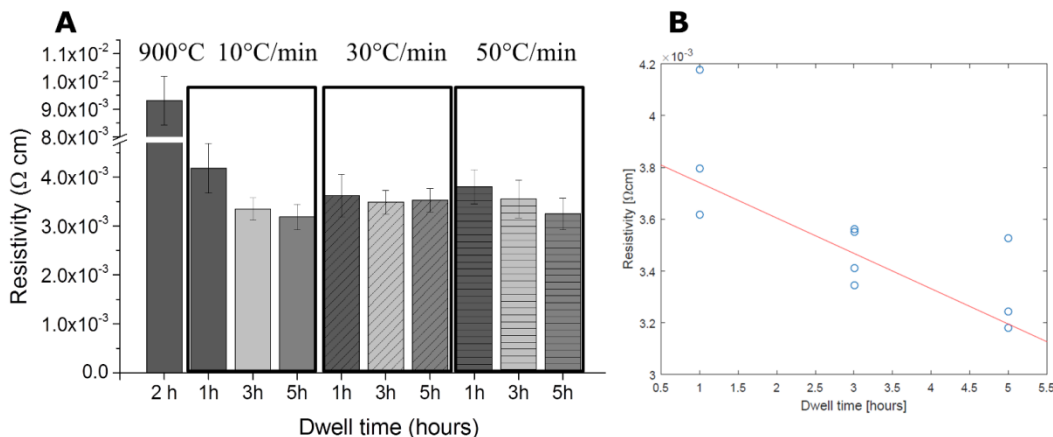 A
900°C 10°C/min 30°C/min 50°C/min
1.1x10⁻²
1.0x10⁻²
9.0x10⁻³
8.0x10⁻³
4.0x10⁻³
3.0x10⁻³
2.0x10⁻³
1.0x10⁻³
0.0
Resistivity (Ω cm)
2 h 1h 3h 5h 1h 3h 5h 1h 3h 5h
Dwell time (hours)
B
×10⁻³
4.2
4
3.8
3.6
3.4
3.2
3
Resistivity [Ωcm]
0.5 1 1.5 2 2.5 3 3.5 4 4.5 5 5.5
Dwell time [hours]